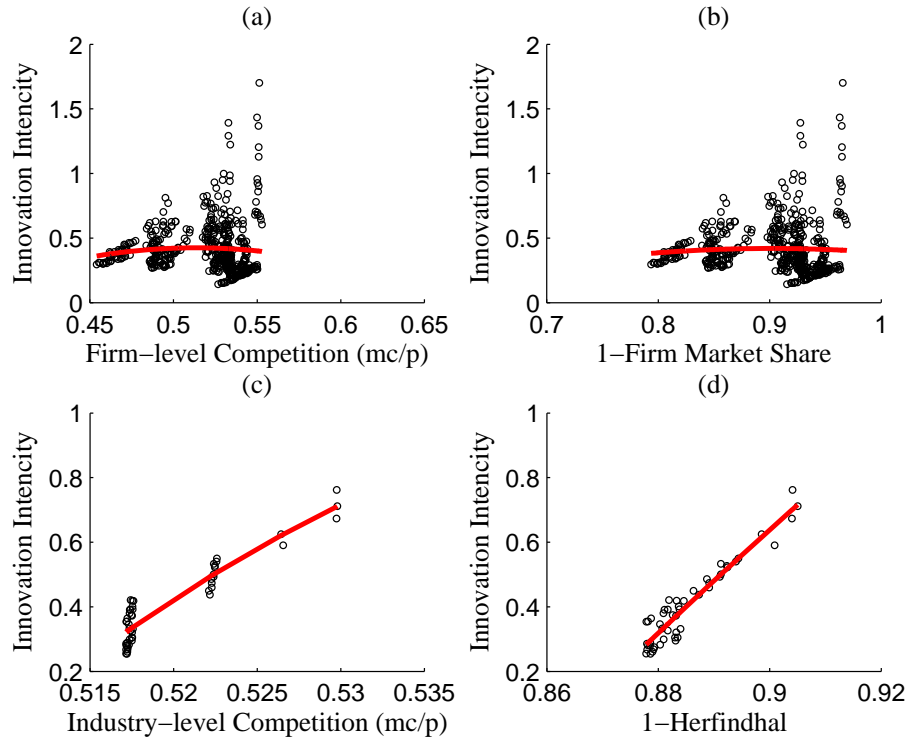 (a)
(b)
2
1.5
1
0.5
0
Innovation Intencity
0.45 0.5 0.55 0.6 0.65
Firm−level Competition (mc/p)
2
1.5
1
0.5
0
Innovation Intencity
0.7 0.8 0.9 1
1−Firm Market Share
(c)
(d)
1
0.8
0.6
0.4
0.2
Innovation Intencity
0.515 0.52 0.525 0.53 0.535
Industry−level Competition (mc/p)
1
0.8
0.6
0.4
0.2
Innovation Intencity
0.86 0.88 0.9 0.92
1−Herfindhal